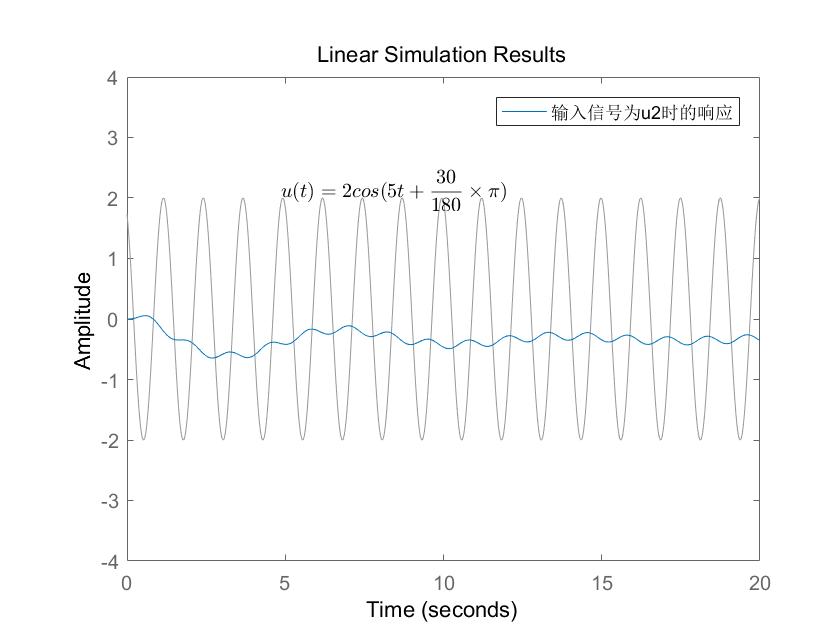 Linear Simulation Results
输入信号为u2时的响应
u(t) = 2cos(5t + 30/180 × π)
4
3
2
1
0
-1
-2
-3
-4
Amplitude
0 5 10 15 20
Time (seconds)